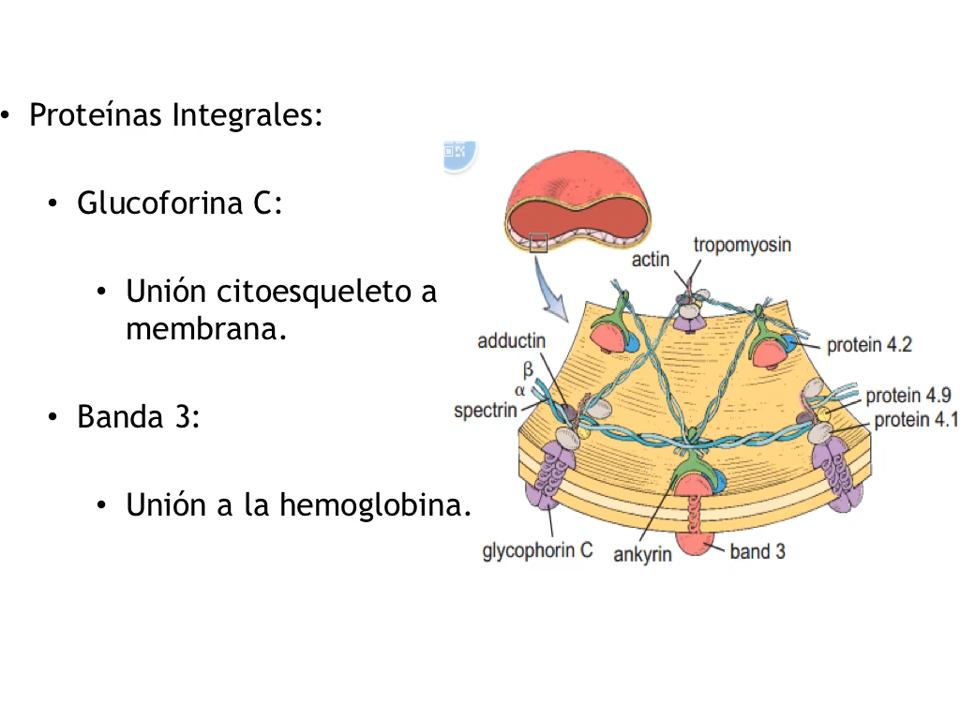 • Proteínas Integrales:
• Glucoforina C:
• Unión citoesqueleto a
membrana.
• Banda 3:
• Unión a la hemoglobina.
tropomyosin
actin
adductin
β
α
spectrin
protein 4.2
protein 4.9
protein 4.1
glycophorin C
ankyrin
band 3